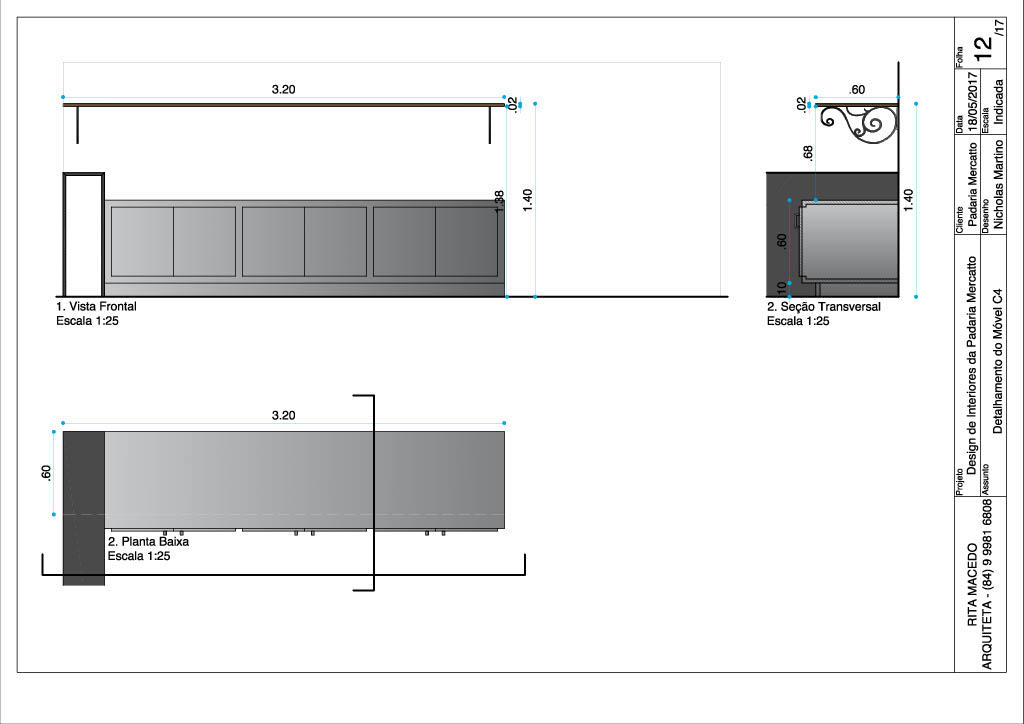 3.20
.02
1.38
1.40
1. Vista Frontal
Escala 1:25
.60
.02
.68
1.40
.60
.10
2. Seção Transversal
Escala 1:25
3.20
.60
2. Planta Baixa
Escala 1:25
Folha
12
/17
Data
18/05/2017
Escala
Indicada
Cliente
Padaria Mercatto
Desenho
Nicholas Martino
Projeto
Design de Interiores da Padaria Mercatto
Assunto
Detalhamento do Móvel C4
RITA MACEDO
ARQUITETA - (84) 9 9981 6808